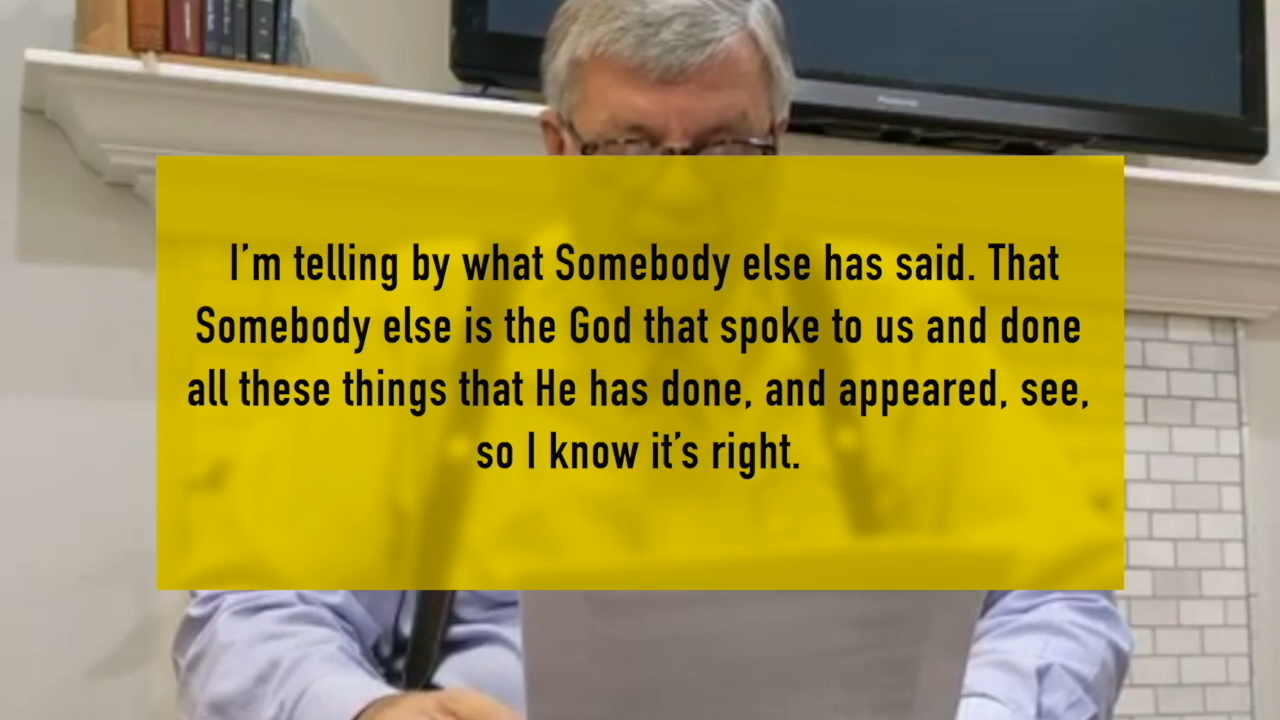 I'm telling by what Somebody else has said. That
Somebody else is the God that spoke to us and done
all these things that He has done, and appeared, see,
so I know it's right.
Panasonic